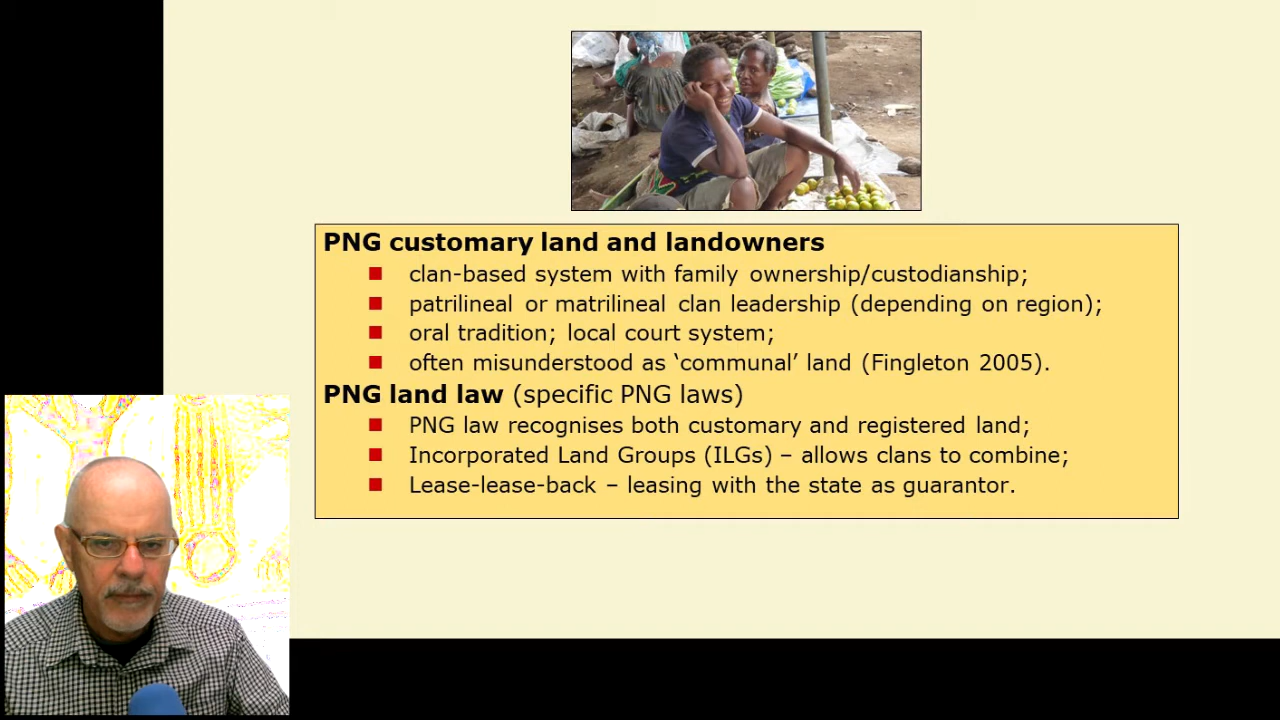 PNG customary land and landowners
clan-based system with family ownership/custodianship;
patrilineal or matrilineal clan leadership (depending on region);
oral tradition; local court system;
often misunderstood as ‘communal’ land (Fingleton 2005).
PNG land law (specific PNG laws)
PNG law recognises both customary and registered land;
Incorporated Land Groups (ILGs) – allows clans to combine;
Lease-lease-back – leasing with the state as guarantor.